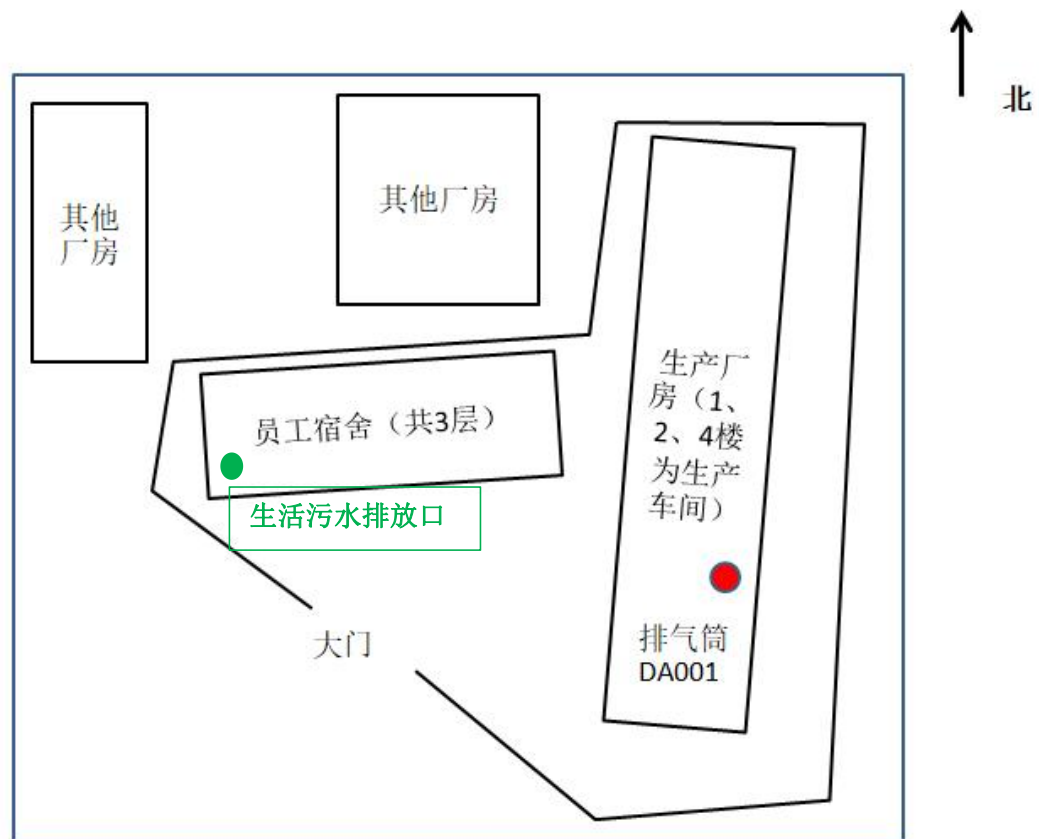 北
其他
厂房
其他厂房
员工宿舍（共3层）
生活污水排放口
大门
生产厂
房（1、
2、4楼
为生产
车间）
排气筒
DA001